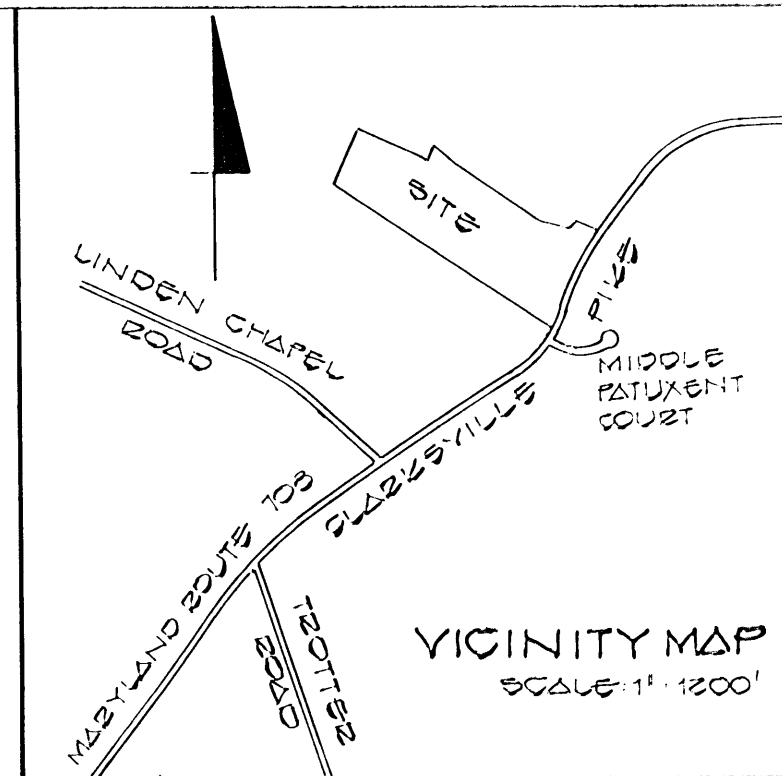 SITE
LINDEN CHAPEL
ROAD
PIKE
MIDDLE
PATUXENT
COURT
CLARKSVILLE
MARYLAND ROUTE 108
TROTTER
ROAD
VICINITY MAP
SCALE: 1" : 1200'